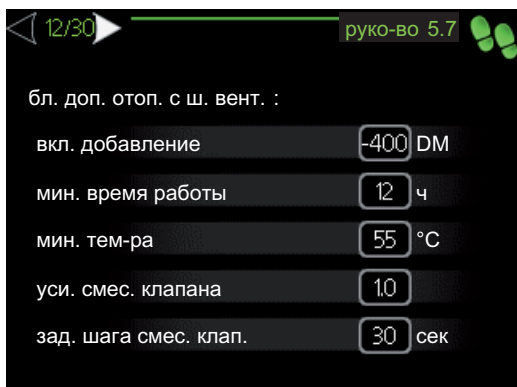 12/30 руко-во 5.7
бл. доп. отоп. с ш. вент. :
вкл. добавление -400 DM
мин. время работы 12 ч
мин. тем-ра 55 °C
уси. смес. клапана 1.0
зад. шага смес. клап. 30 сек